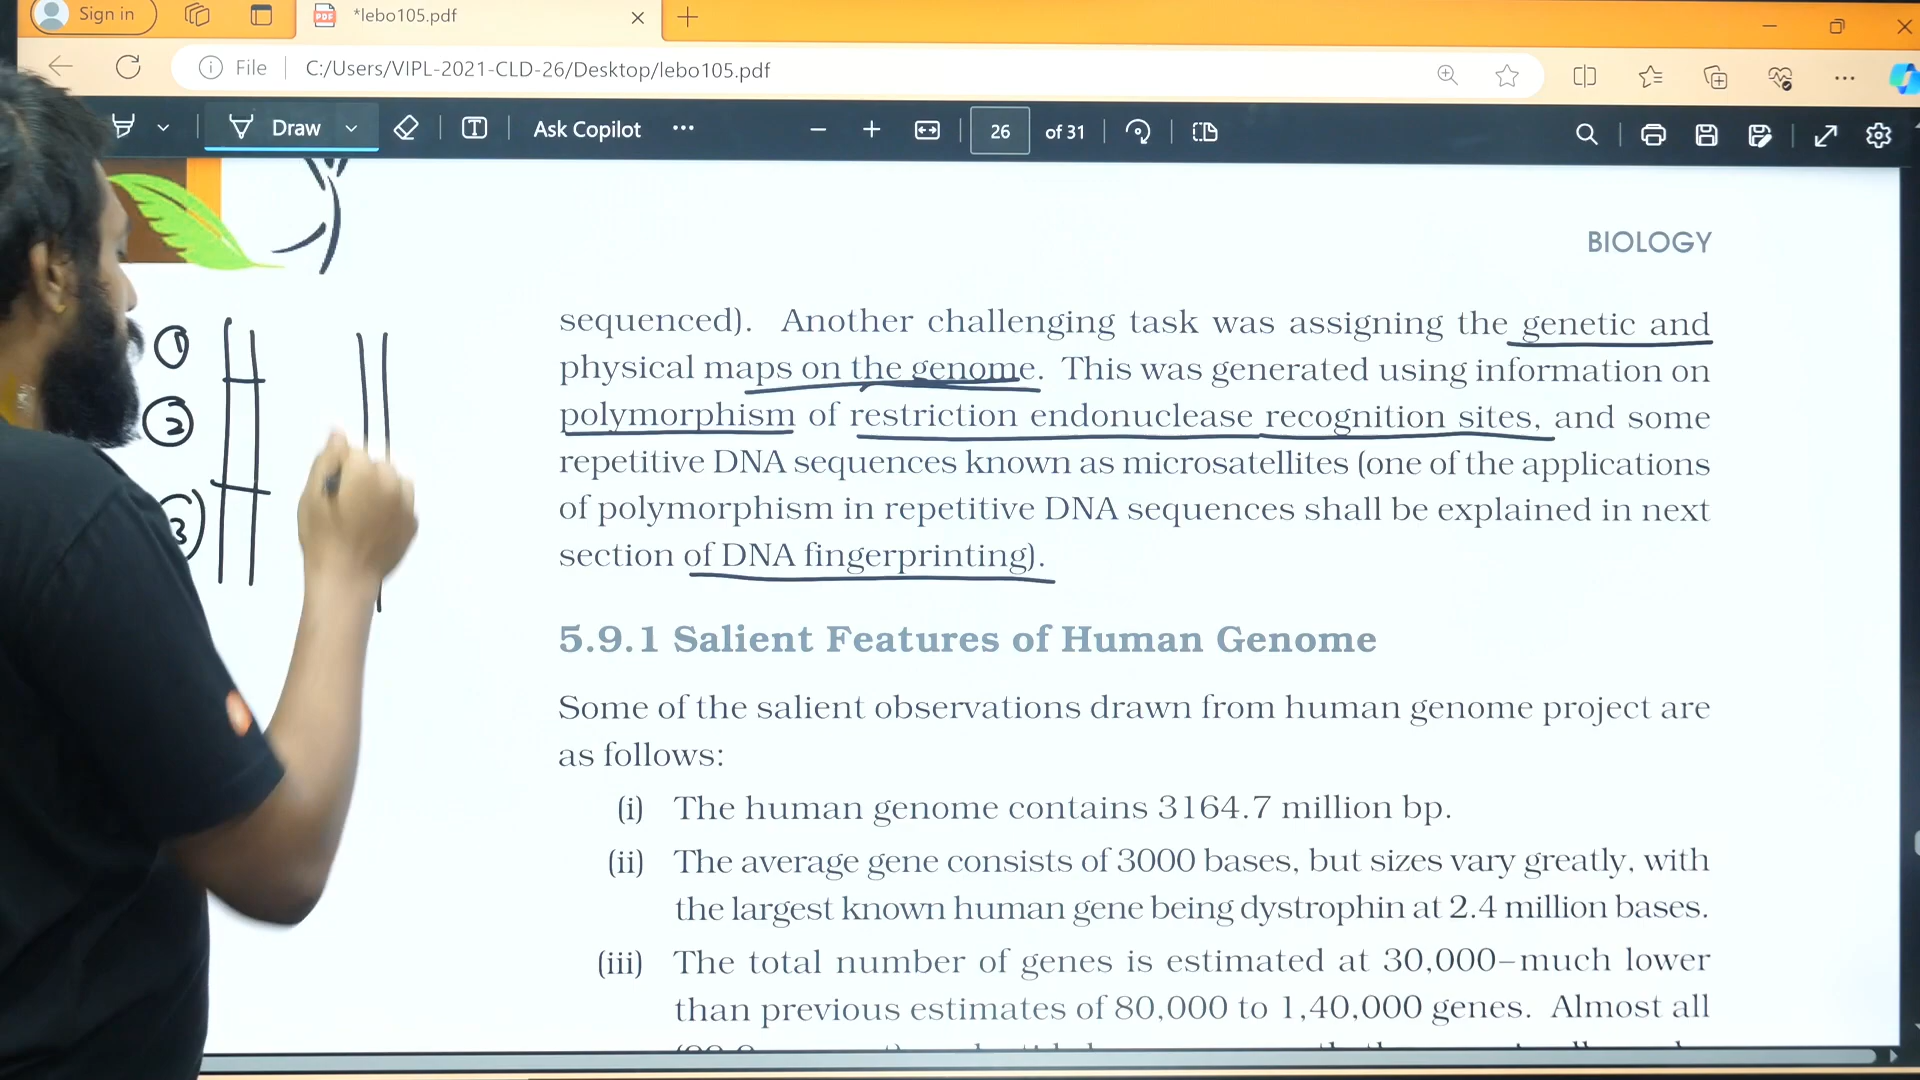 Sign in
*lebo105.pdf
File
C:/Users/VIPL-2021-CLD-26/Desktop/lebo105.pdf
Draw
Ask Copilot
26
of 31
BIOLOGY
sequenced). Another challenging task was assigning the genetic and
physical maps on the genome. This was generated using information on
polymorphism of restriction endonuclease recognition sites, and some
repetitive DNA sequences known as microsatellites (one of the applications
of polymorphism in repetitive DNA sequences shall be explained in next
section of DNA fingerprinting).
5.9.1 Salient Features of Human Genome
Some of the salient observations drawn from human genome project are
as follows:
(i) The human genome contains 3164.7 million bp.
(ii) The average gene consists of 3000 bases, but sizes vary greatly, with
the largest known human gene being dystrophin at 2.4 million bases.
(iii) The total number of genes is estimated at 30,000–much lower
than previous estimates of 80,000 to 1,40,000 genes. Almost all
1
2
3